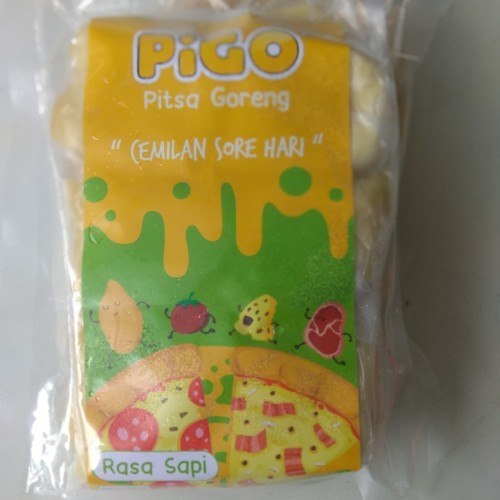 PiGO
Pitsa Goreng
" CEMILAN SORE HARI "
Rasa Sapi